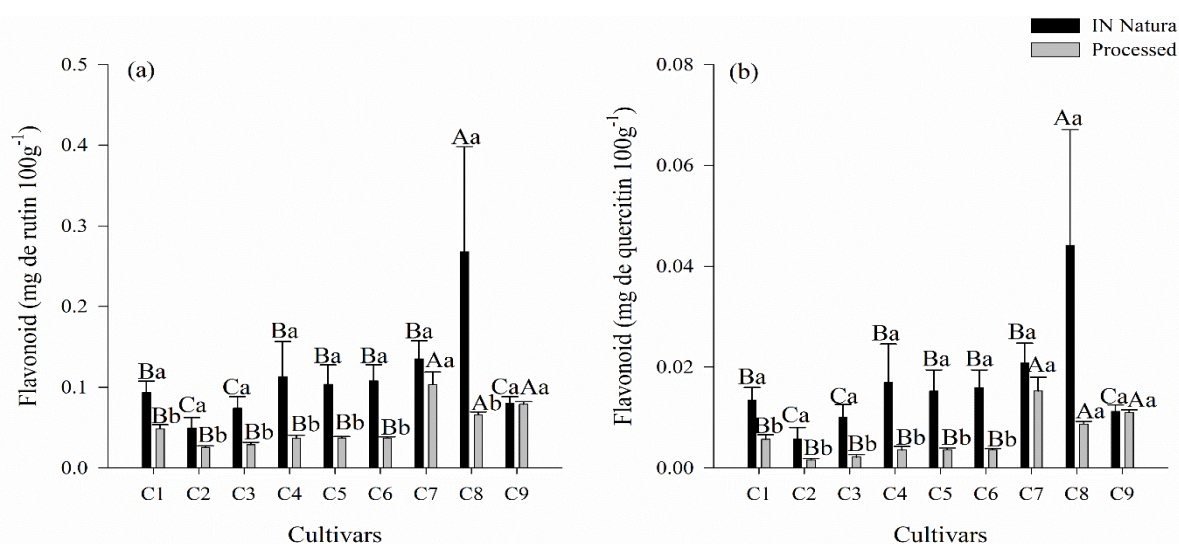 IN Natura
Processed
(a)
Flavonoid (mg de rutin 100g⁻¹)
0.5
0.4
0.3
0.2
0.1
0.0
Ba Bb Ca Bb Ca Bb Ba Bb Ba Bb Ba Bb Ba Aa Aa Ab Ca Aa
C1 C2 C3 C4 C5 C6 C7 C8 C9
Cultivars
(b)
Flavonoid (mg de quercitin 100g⁻¹)
0.08
0.06
0.04
0.02
0.00
Ba Bb Ca Bb Ca Bb Ba Bb Ba Bb Ba Bb Ba Aa Aa Aa Ca Aa
C1 C2 C3 C4 C5 C6 C7 C8 C9
Cultivars